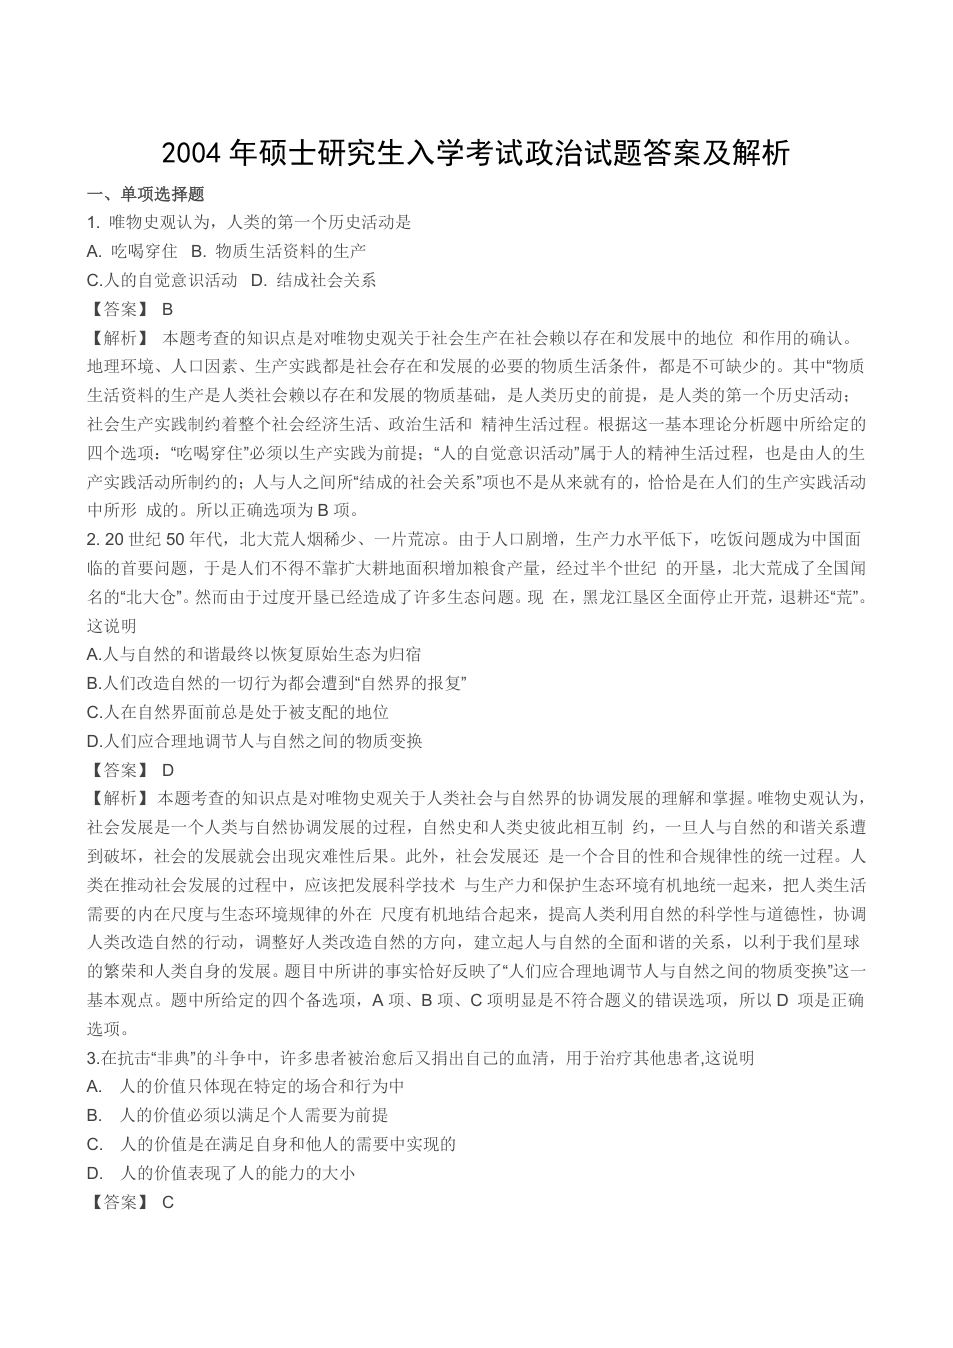 2004 年硕士研究生入学考试政治试题答案及解析
一、单项选择题
1. 唯物史观认为，人类的第一个历史活动是
A. 吃喝穿住 B. 物质生活资料的生产
C.人的自觉意识活动 D. 结成社会关系
【答案】 B
【解析】 本题考查的知识点是对唯物史观关于社会生产在社会赖以存在和发展中的地位 和作用的确认。
地理环境、人口因素、生产实践都是社会存在和发展的必要的物质生活条件，都是不可缺少的。其中“物质
生活资料的生产是人类社会赖以存在和发展的物质基础，是人类历史的前提，是人类的第一个历史活动；
社会生产实践制约着整个社会经济生活、政治生活和 精神生活过程。根据这一基本理论分析题中所给定的
四个选项：“吃喝穿住”必须以生产实践为前提；“人的自觉意识活动”属于人的精神生活过程，也是由人的生
产实践活动所制约的；人与人之间所“结成的社会关系”项也不是从来就有的，恰恰是在人们的生产实践活动
中所形 成的。所以正确选项为 B 项。
2. 20 世纪 50 年代，北大荒人烟稀少、一片荒凉。由于人口剧增，生产力水平低下，吃饭问题成为中国面
临的首要问题，于是人们不得不靠扩大耕地面积增加粮食产量，经过半个世纪 的开垦，北大荒成了全国闻
名的“北大仓”。然而由于过度开垦已经造成了许多生态问题。现 在，黑龙江垦区全面停止开荒，退耕还“荒”。
这说明
A.人与自然的和谐最终以恢复原始生态为归宿
B.人们改造自然的一切行为都会遭到“自然界的报复”
C.人在自然界面前总是处于被支配的地位
D.人们应合理地调节人与自然之间的物质变换
【答案】 D
【解析】 本题考查的知识点是对唯物史观关于人类社会与自然界的协调发展的理解和掌握。唯物史观认为，
社会发展是一个人类与自然协调发展的过程，自然史和人类史彼此相互制 约，一旦人与自然的和谐关系遭
到破坏，社会的发展就会出现灾难性后果。此外，社会发展还 是一个合目的性和合规律性的统一过程。人
类在推动社会发展的过程中，应该把发展科学技术 与生产力和保护生态环境有机地统一起来，把人类生活
需要的内在尺度与生态环境规律的外在 尺度有机地结合起来，提高人类利用自然的科学性与道德性，协调
人类改造自然的行动，调整好人类改造自然的方向，建立起人与自然的全面和谐的关系，以利于我们星球
的繁荣和人类自身的发展。题目中所讲的事实恰好反映了“人们应合理地调节人与自然之间的物质变换”这一
基本观点。题中所给定的四个备选项，A 项、B 项、C 项明显是不符合题义的错误选项，所以 D 项是正确
选项。
3.在抗击“非典”的斗争中，许多患者被治愈后又捐出自己的血清，用于治疗其他患者,这说明
A. 人的价值只体现在特定的场合和行为中
B. 人的价值必须以满足个人需要为前提
C. 人的价值是在满足自身和他人的需要中实现的
D. 人的价值表现了人的能力的大小
【答案】 C